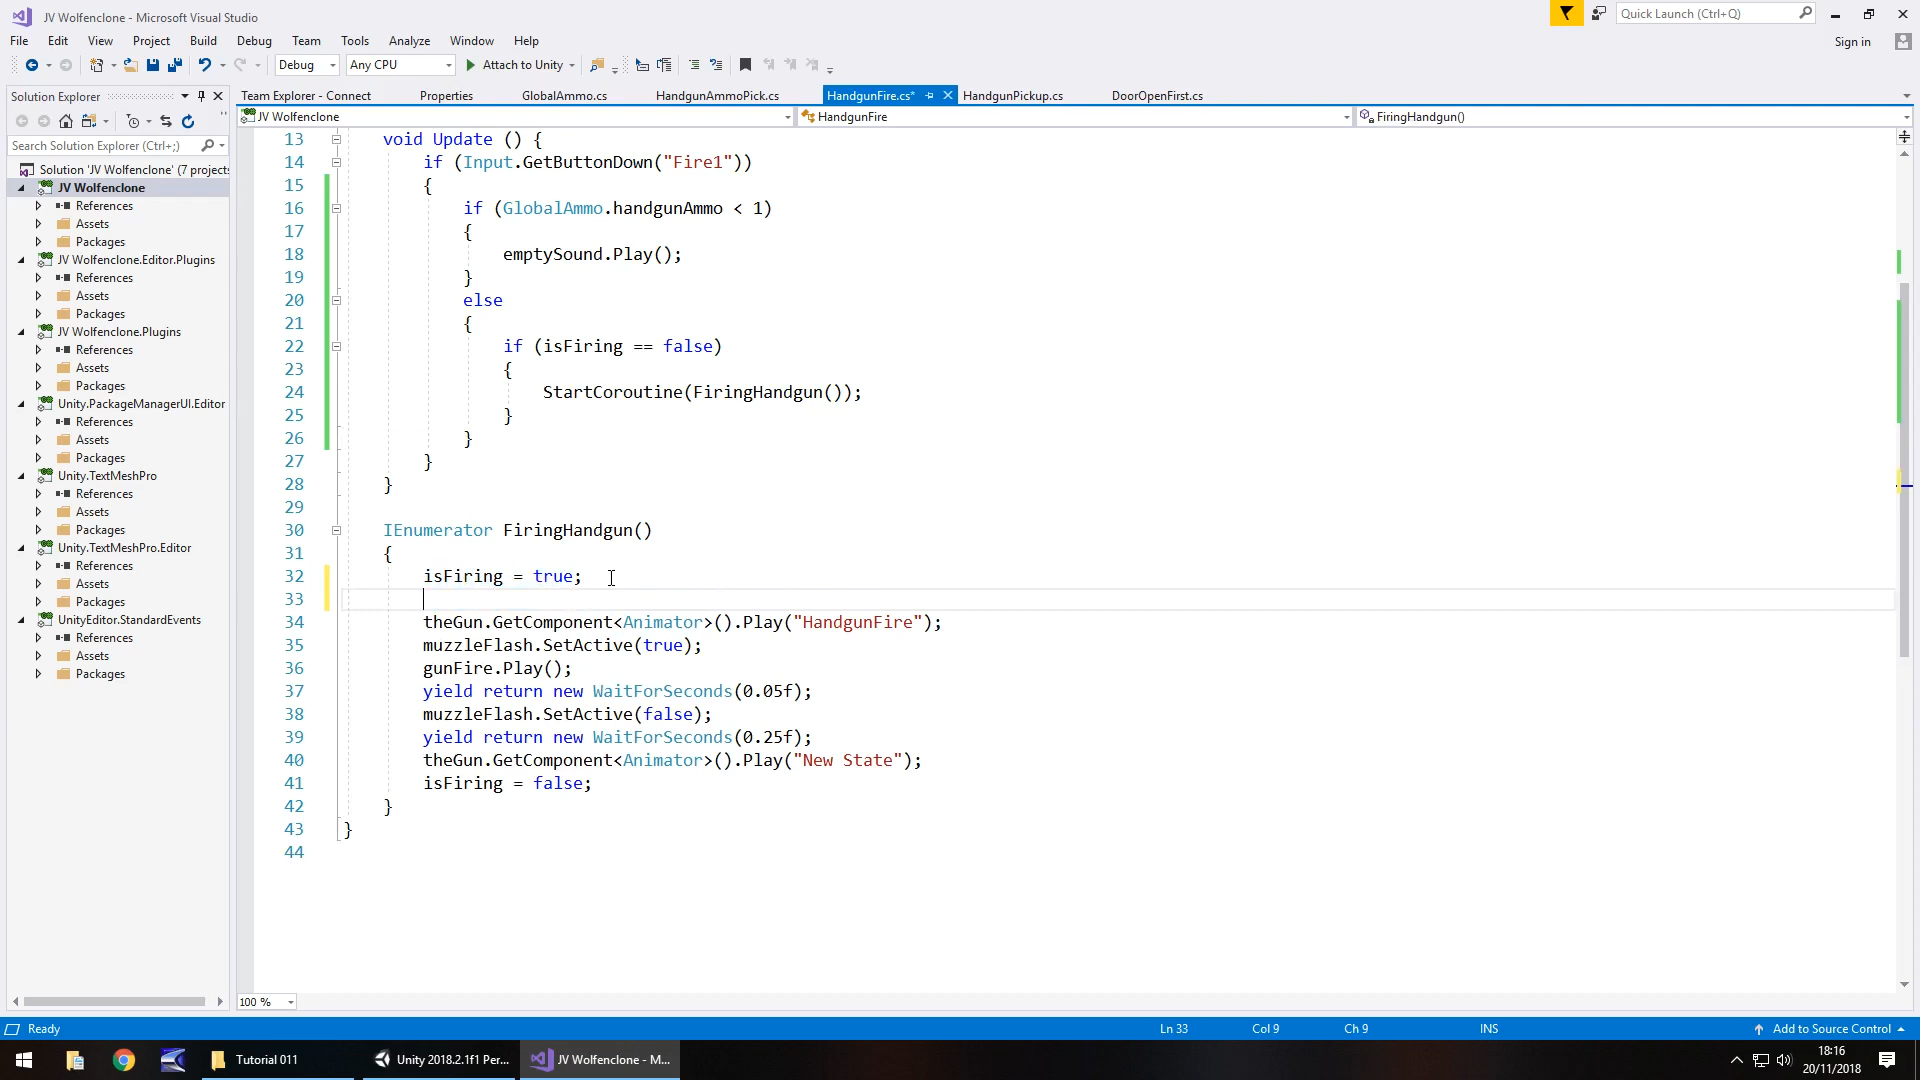 JV Wolfenclone - Microsoft Visual Studio
Quick Launch (Ctrl+Q)
File Edit View Project Build Debug Team Tools Analyze Window Help
Sign in
Debug Any CPU Attach to Unity
Solution Explorer
Team Explorer - Connect Properties GlobalAmmo.cs HandgunAmmoPick.cs HandgunFire.cs* HandgunPickup.cs DoorOpenFirst.cs
JV Wolfenclone HandgunFire FiringHandgun()
Search Solution Explorer (Ctrl+;)
Solution 'JV Wolfenclone' (7 projects
JV Wolfenclone
References
Assets
Packages
JV Wolfenclone.Editor.Plugins
References
Assets
Packages
JV Wolfenclone.Plugins
References
Assets
Packages
Unity.PackageManagerUI.Editor
References
Assets
Packages
Unity.TextMeshPro
References
Assets
Packages
Unity.TextMeshPro.Editor
References
Assets
Packages
UnityEditor.StandardEvents
References
Assets
Packages
13 void Update () {
14 if (Input.GetButtonDown("Fire1"))
15 {
16 if (GlobalAmmo.handgunAmmo < 1)
17 {
18 emptySound.Play();
19 }
20 else
21 {
22 if (isFiring == false)
23 {
24 StartCoroutine(FiringHandgun());
25 }
26 }
27 }
28 }
29
30 IEnumerator FiringHandgun()
31 {
32 isFiring = true;
33
34 theGun.GetComponent<Animator>().Play("HandgunFire");
35 muzzleFlash.SetActive(true);
36 gunFire.Play();
37 yield return new WaitForSeconds(0.05f);
38 muzzleFlash.SetActive(false);
39 yield return new WaitForSeconds(0.25f);
40 theGun.GetComponent<Animator>().Play("New State");
41 isFiring = false;
42 }
43 }
44
100 %
Ready Ln 33 Col 9 Ch 9 INS Add to Source Control
Tutorial 011 Unity 2018.2.1f1 Per... JV Wolfenclone - M...
18:16
20/11/2018